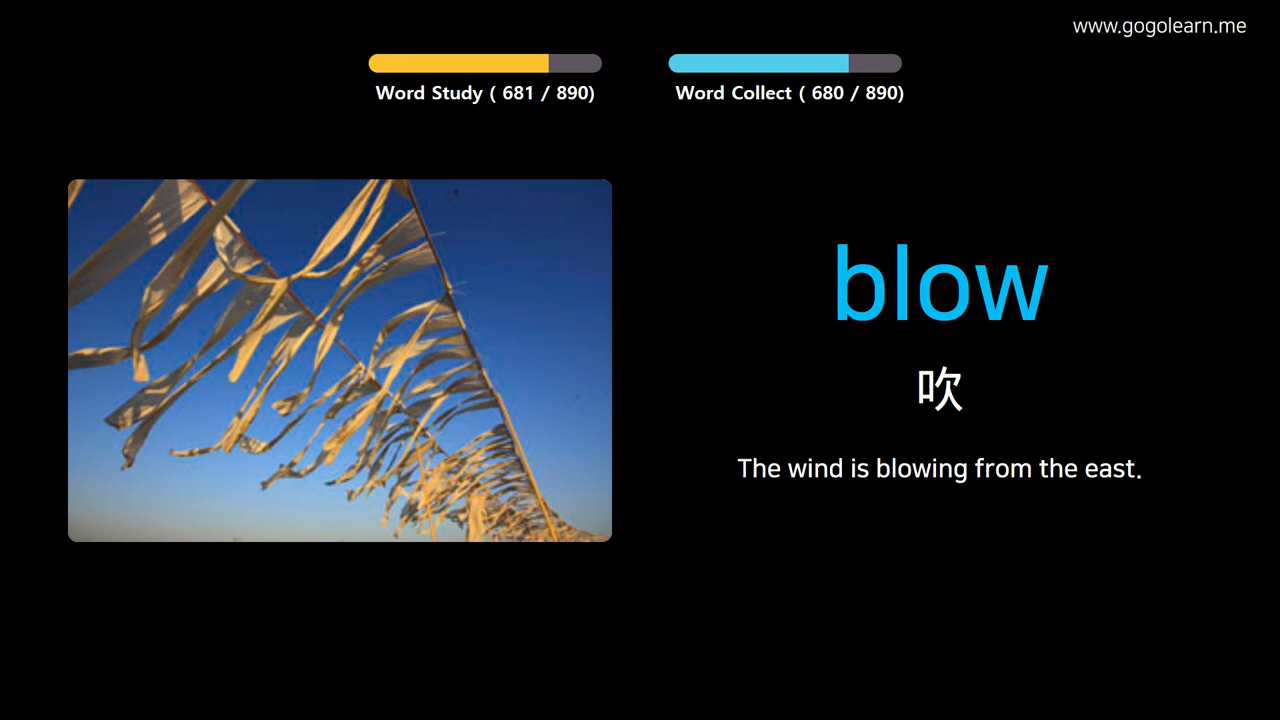 www.gogolearn.me
Word Study ( 681 / 890)
Word Collect ( 680 / 890)
blow
吹
The wind is blowing from the east.